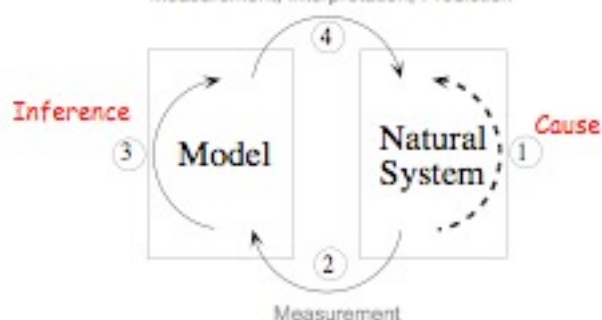 4
Inference
Cause
3
Model
Natural
System
1
2
Measurement